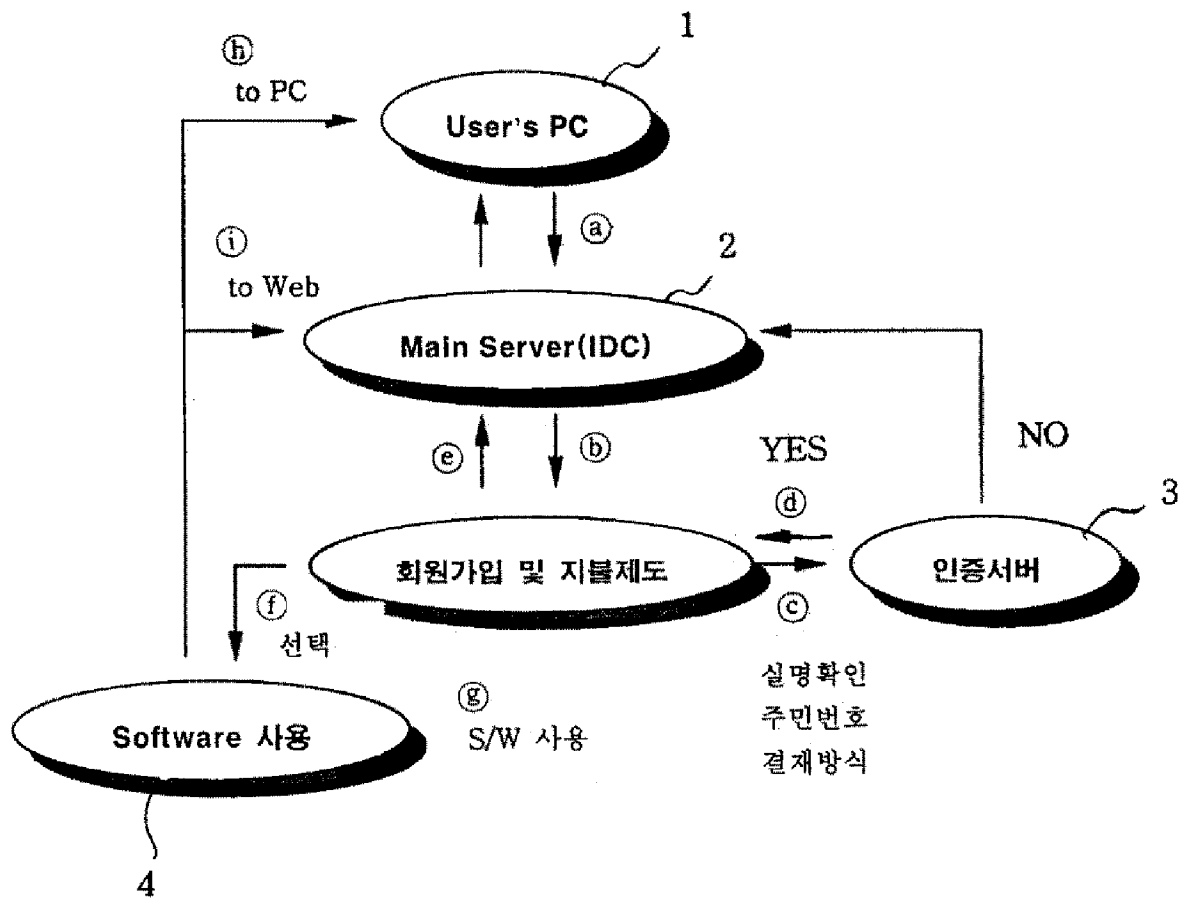 1
ⓗ
to PC
User's PC
ⓐ
ⓘ
to Web
2
Main Server(IDC)
ⓔ
ⓑ
YES
NO
ⓓ
3
회원가입 및 지불제도
인증서버
ⓕ
선택
ⓒ
실명확인
주민번호
결재방식
ⓖ
S/W 사용
Software 사용
4